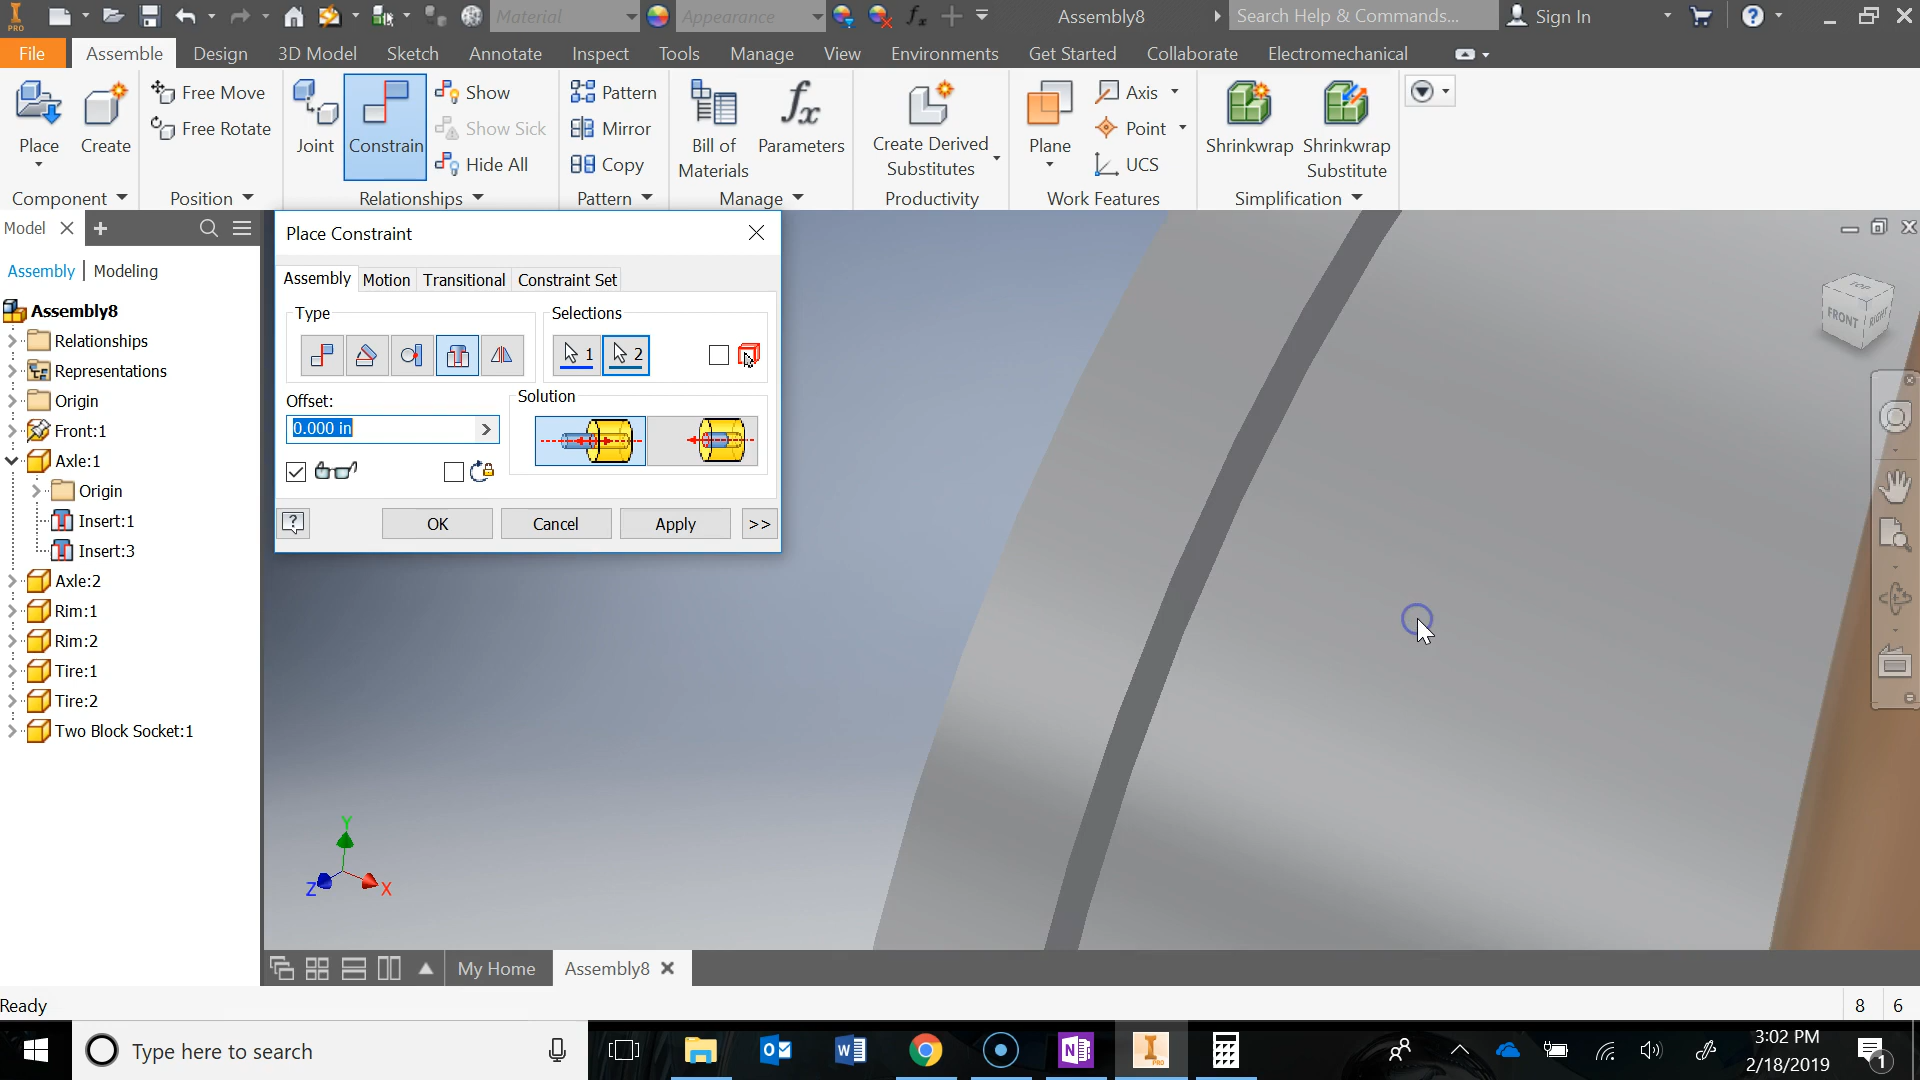 Material
Appearance
fx
Assembly8
Search Help & Commands...
Sign In
PRO
File
Assemble
Design
3D Model
Sketch
Annotate
Inspect
Tools
Manage
View
Environments
Get Started
Collaborate
Electromechanical
Place
Create
Free Move
Free Rotate
Joint
Constrain
Show
Show Sick
Hide All
Pattern
Mirror
Copy
Bill of Materials
fx
Parameters
Create Derived Substitutes
Plane
Axis
Point
UCS
Shrinkwrap
Shrinkwrap Substitute
Component
Position
Relationships
Pattern
Manage
Productivity
Work Features
Simplification
Model
Assembly
Modeling
Assembly8
Relationships
Representations
Origin
Front:1
Axle:1
Origin
Insert:1
Insert:3
Axle:2
Rim:1
Rim:2
Tire:1
Tire:2
Two Block Socket:1
Place Constraint
Assembly
Motion
Transitional
Constraint Set
Type
Selections
1
2
Offset:
Solution
0.000 in
?
OK
Cancel
Apply
>>
TOP
FRONT
RIGHT
Y
Z
X
My Home
Assembly8
Ready
8
6
Type here to search
PRO
3:02 PM
2/18/2019
1